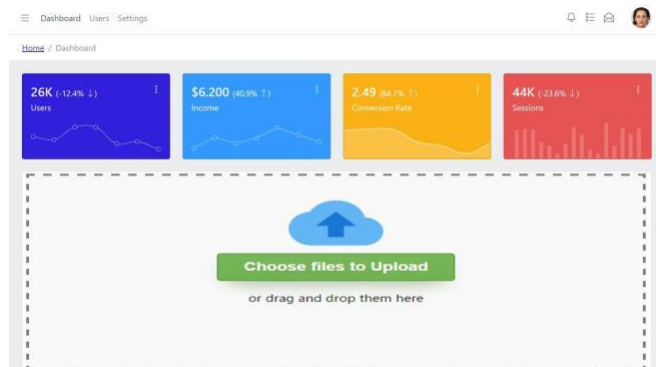 Dashboard Users Settings
Home / Dashboard
26K (-12.4% ↓)
Users
$6.200 (40.9% ↑)
Income
2.49 (84.7% ↑)
Conversion Rate
44K (-23.6% ↓)
Sessions
Choose files to Upload
or drag and drop them here